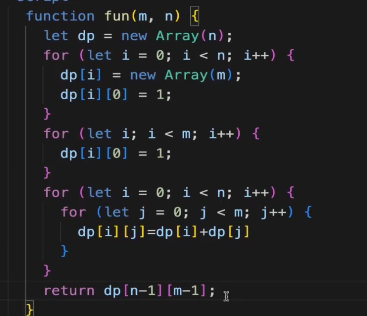 function fun(m, n) {
let dp = new Array(n);
for (let i = 0; i < n; i++) {
dp[i] = new Array(m);
dp[i][0] = 1;
}
for (let i; i < m; i++) {
dp[i][0] = 1;
}
for (let i = 0; i < n; i++) {
for (let j = 0; j < m; j++) {
dp[i][j]=dp[i]+dp[j]
}
}
return dp[n-1][m-1];
}